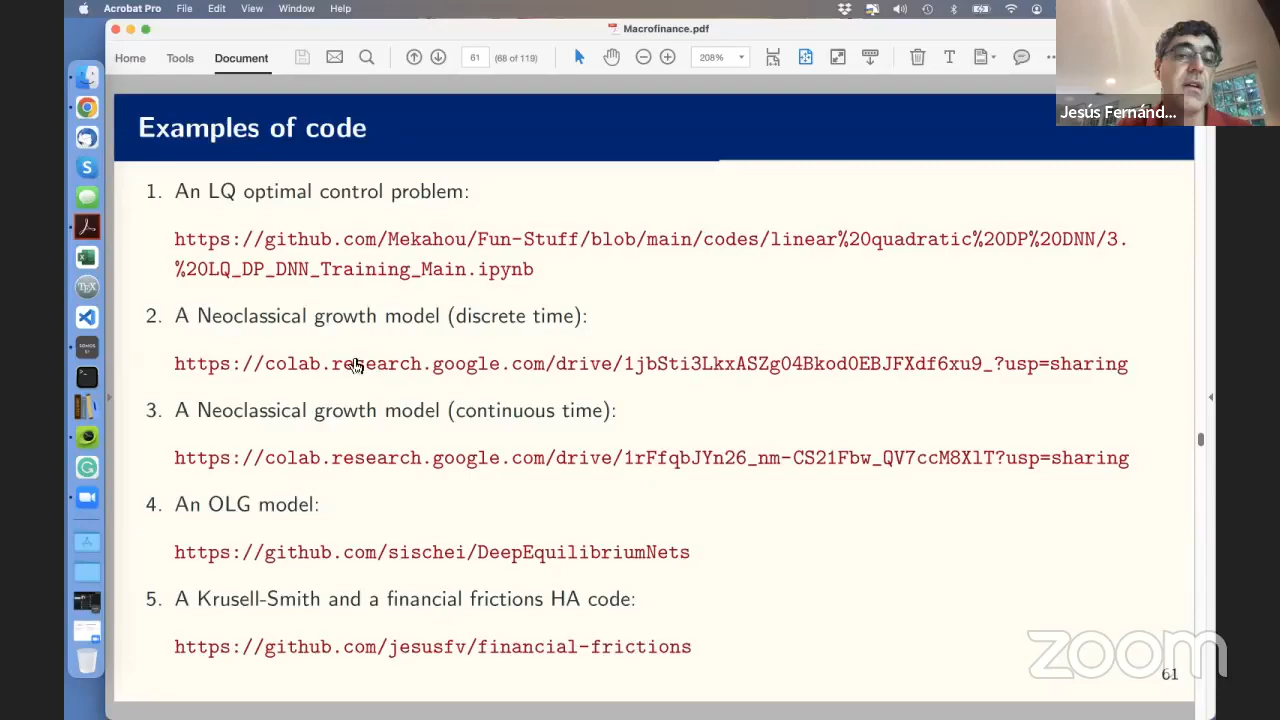 Acrobat Pro File Edit View Window Help
Macrofinance.pdf
Home Tools Document 61 (68 of 119) 208%
Jesús Fernánd...
Examples of code
1. An LQ optimal control problem:
https://github.com/Mekahou/Fun-Stuff/blob/main/codes/linear%20quadratic%20DP%20DNN/3.
%20LQ_DP_DNN_Training_Main.ipynb
2. A Neoclassical growth model (discrete time):
https://colab.research.google.com/drive/1jbSti3LkxASZg04Bkod0EBJFXdf6xu9_?usp=sharing
3. A Neoclassical growth model (continuous time):
https://colab.research.google.com/drive/1rFfqbJYn26_nm-CS21Fbw_QV7ccM8XlT?usp=sharing
4. An OLG model:
https://github.com/sischei/DeepEquilibriumNets
5. A Krusell-Smith and a financial frictions HA code:
https://github.com/jesusfv/financial-frictions
zoom
61